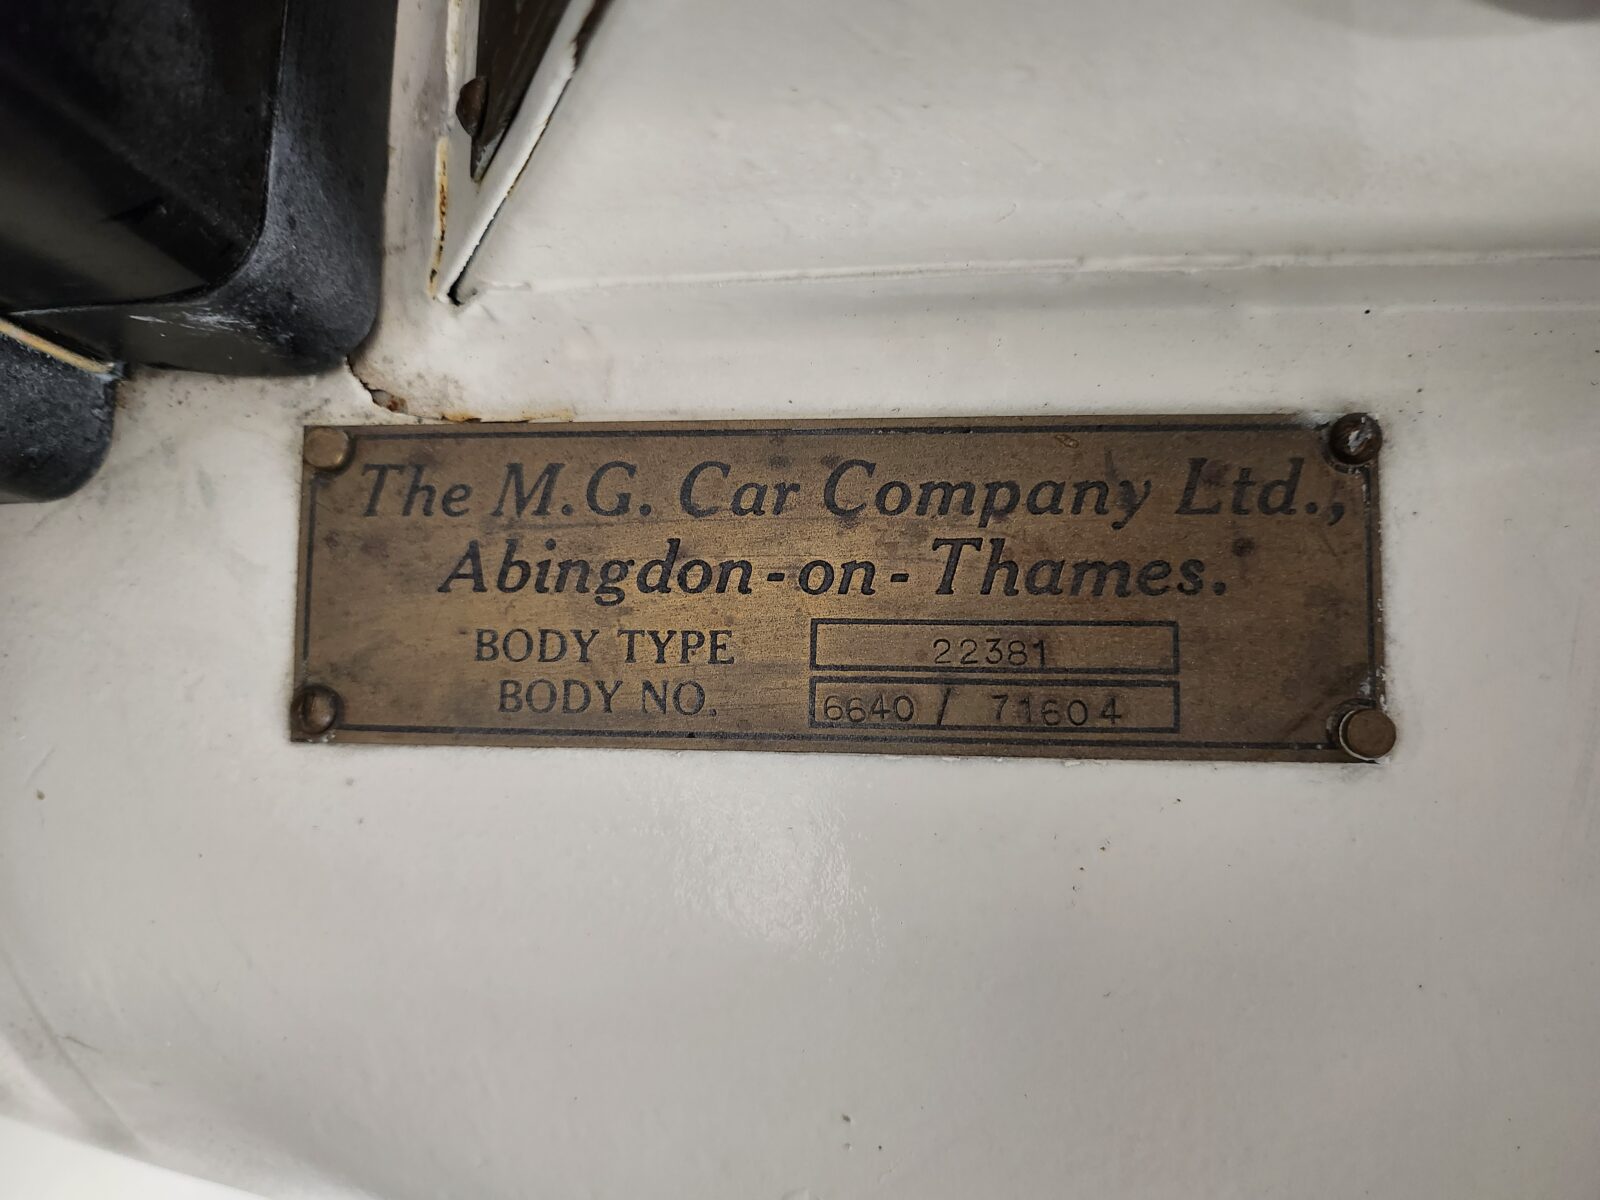 The M.G. Car Company Ltd.,
Abingdon-on-Thames.
BODY TYPE 22381
BODY NO. 6640 / 71604